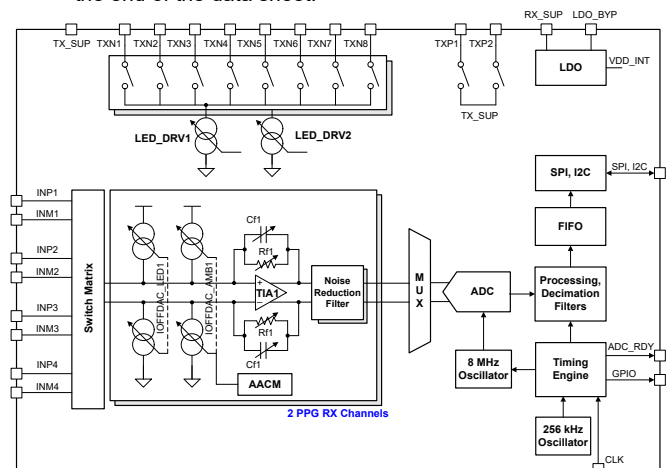 the end of the data sheet.
RX_SUP LDO_BYP
TX_SUP TXN1 TXN2 TXN3 TXN4 TXN5 TXN6 TXN7 TXN8 TXP1 TXP2
LDO
VDD_INT
TX_SUP
LED_DRV1
LED_DRV2
SPI, I2C
SPI, I2C
FIFO
INP1
INM1
INP2
INM2
INP3
INM3
INP4
INM4
Switch Matrix
IOFFDAC_LED1
IOFFDAC_AMB1
Cf1
Rf1
+
TIA1
−
Rf1
Cf1
AACM
Noise
Reduction
Filter
2 PPG RX Channels
M
U
X
ADC
Processing,
Decimation
Filters
8 MHz
Oscillator
Timing
Engine
ADC_RDY
GPIO
256 kHz
Oscillator
CLK